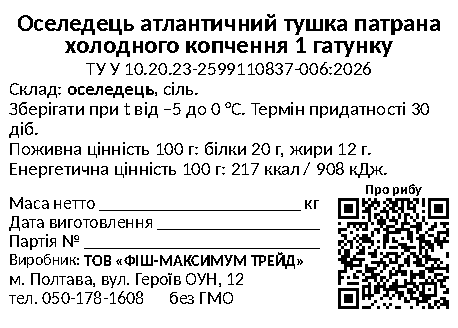 Оселедець атлантичний тушка патрана
холодного копчення 1 гатунку
ТУ У 10.20.23-2599110837-006:2026
Склад: оселедець, сіль.
Зберігати при t від –5 до 0 °С. Термін придатності 30
діб.
Поживна цінність 100 г: білки 20 г, жири 12 г.
Енергетична цінність 100 г: 217 ккал / 908 кДж.
Про рибу
Маса нетто ________________________ кг
Дата виготовлення ___________________
Партія № ____________________________
Виробник: ТОВ «ФІШ-МАКСИМУМ ТРЕЙД»
м. Полтава, вул. Героїв ОУН, 12
тел. 050-178-1608 без ГМО